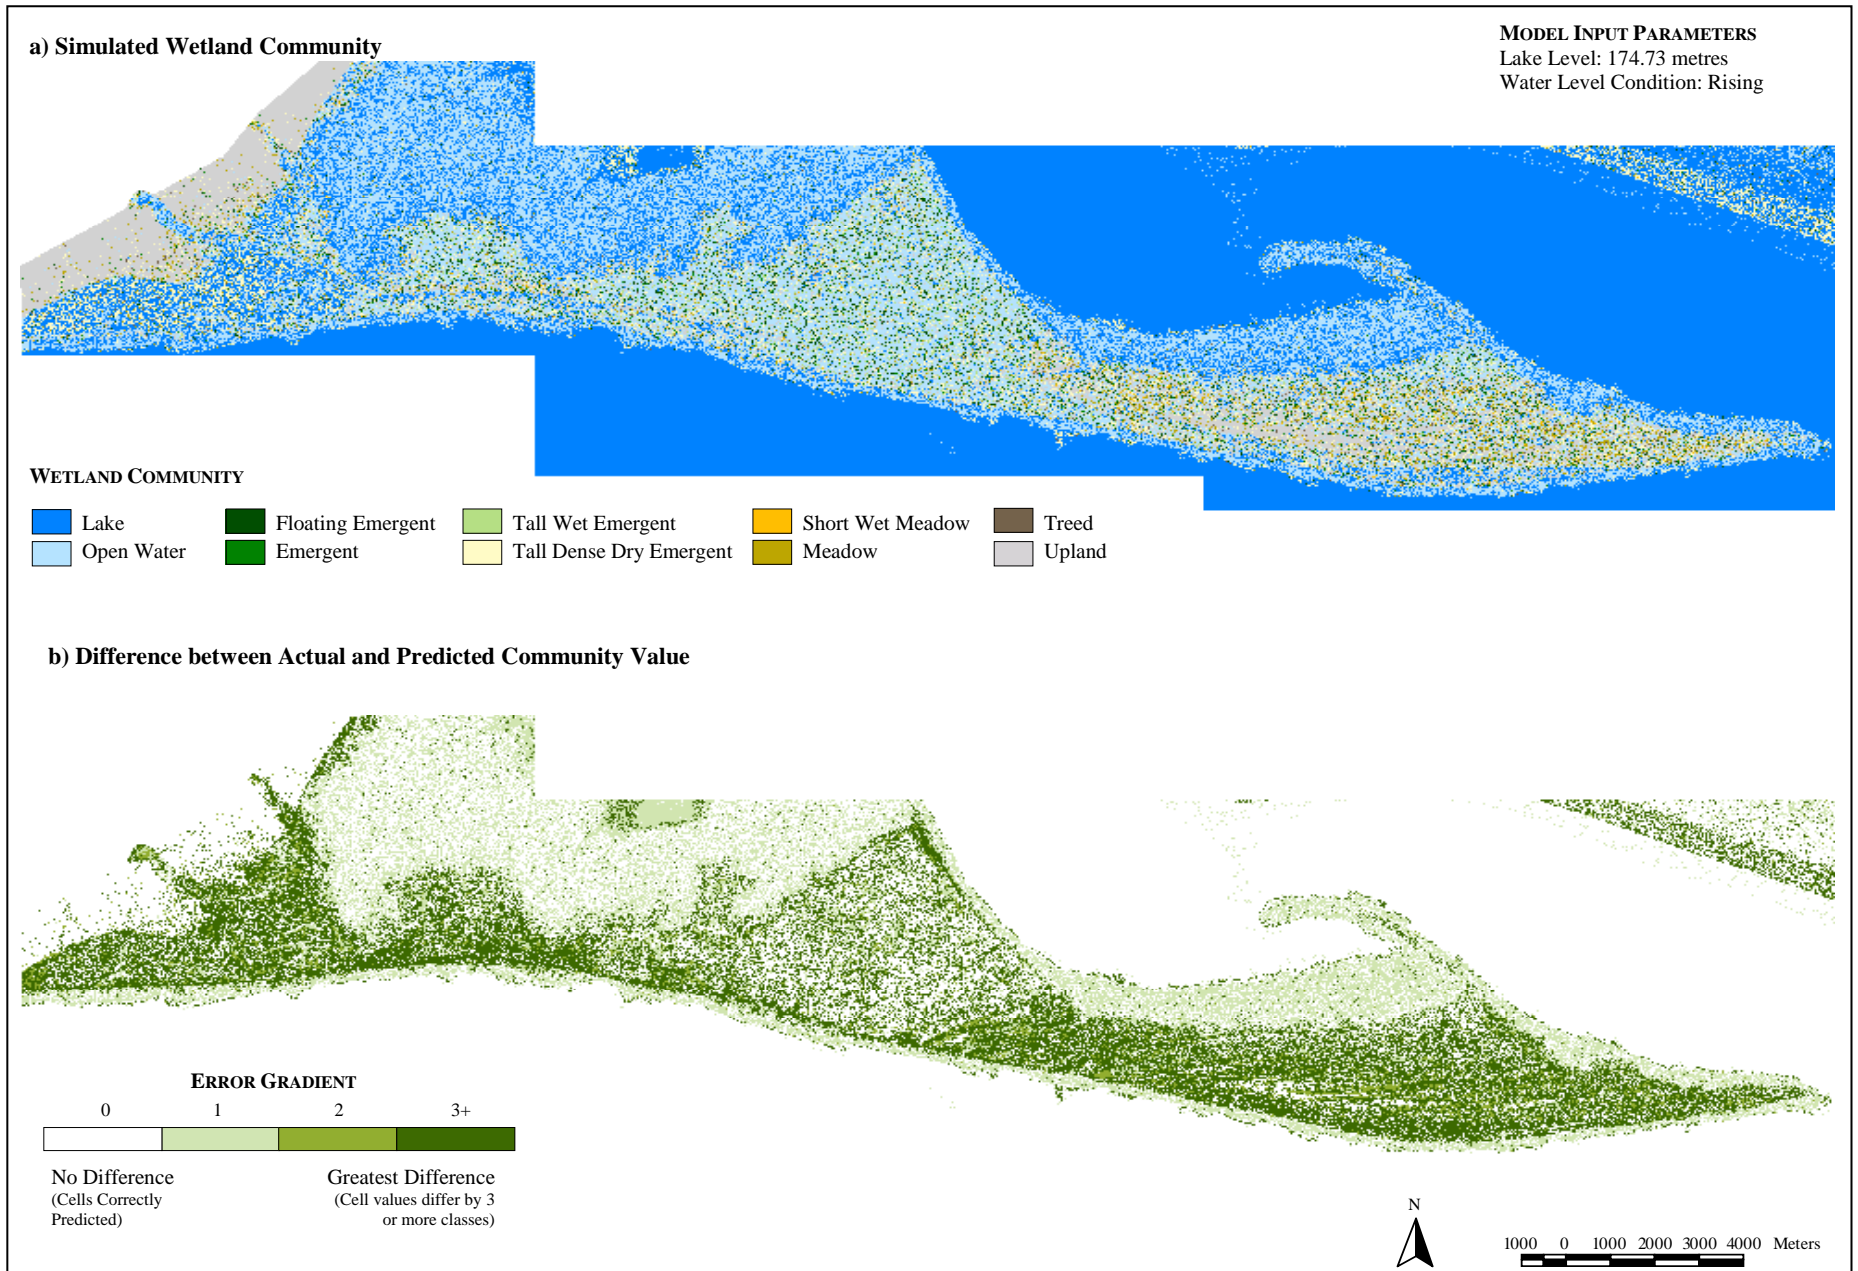 a) Simulated Wetland Community
MODEL INPUT PARAMETERS
Lake Level: 174.73 metres
Water Level Condition: Rising
WETLAND COMMUNITY
Lake
Floating Emergent
Tall Wet Emergent
Short Wet Meadow
Treed
Open Water
Emergent
Tall Dense Dry Emergent
Meadow
Upland
b) Difference between Actual and Predicted Community Value
ERROR GRADIENT
0 1 2 3+
No Difference
(Cells Correctly
Predicted)
Greatest Difference
(Cell values differ by 3
or more classes)
N
1000 0 1000 2000 3000 4000 Meters